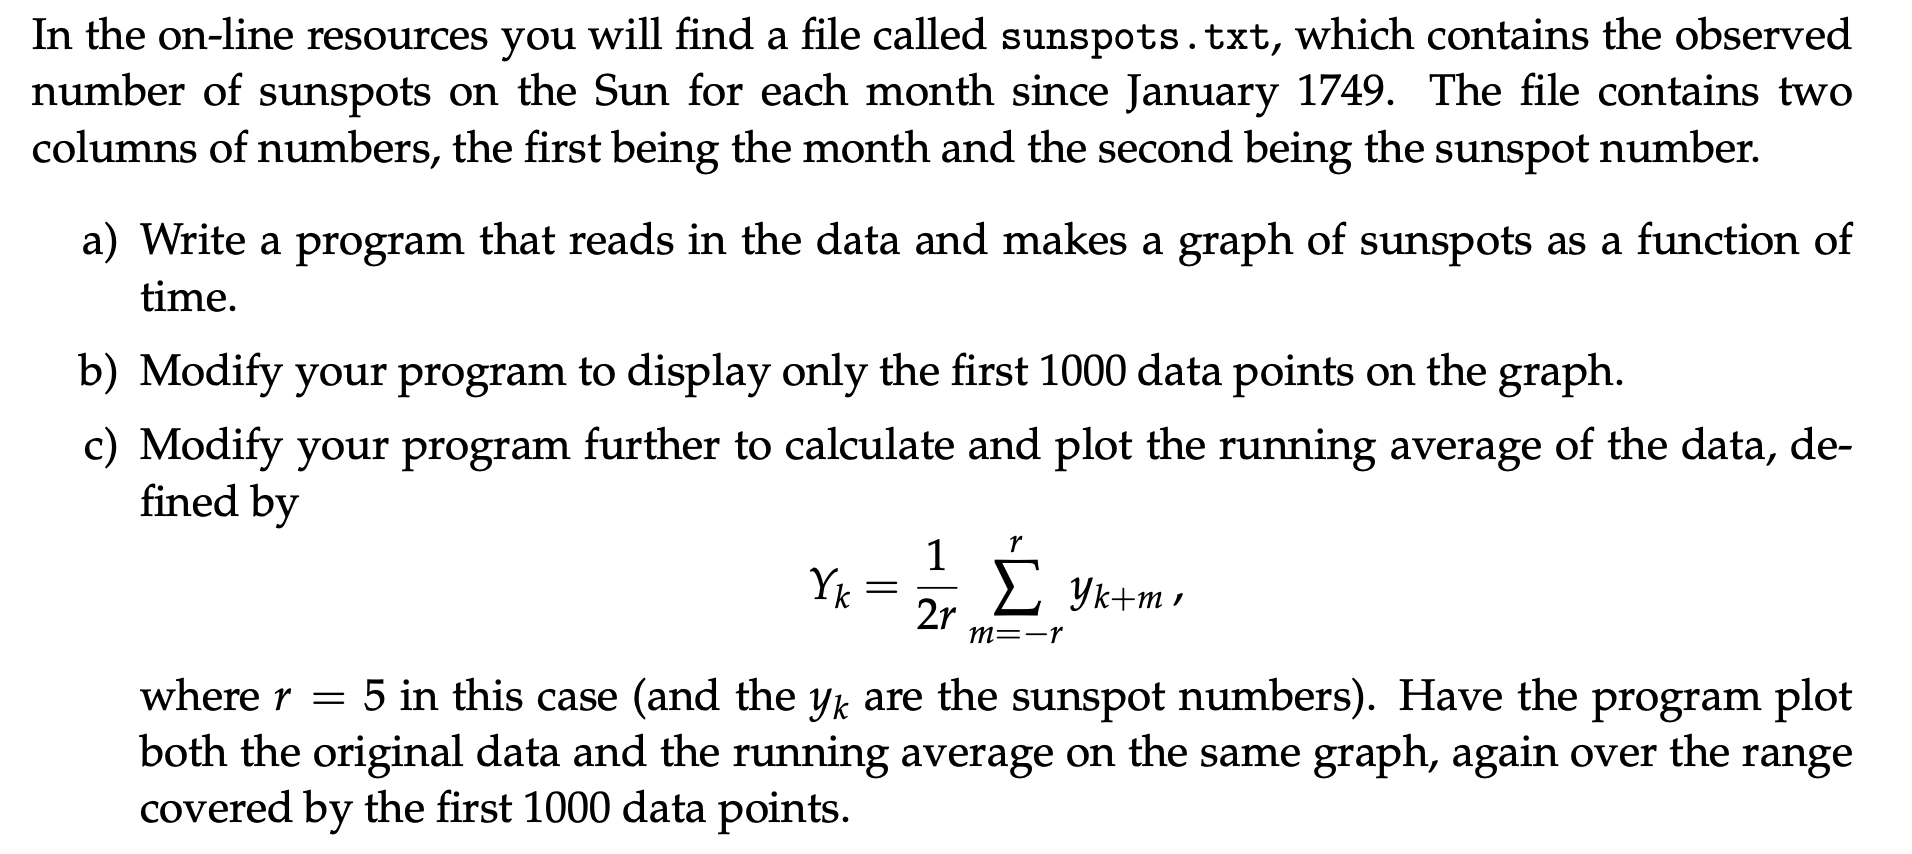 In the on-line resources you will find a file called sunspots.txt, which contains the observed
number of sunspots on the Sun for each month since January 1749. The file contains two
columns of numbers, the first being the month and the second being the sunspot number.
a) Write a program that reads in the data and makes a graph of sunspots as a function of
time.
b) Modify your program to display only the first 1000 data points on the graph.
c) Modify your program further to calculate and plot the running average of the data, de-
fined by
Y_k = \frac{1}{2r} \sum_{m=-r}^{r} y_{k+m} ,
where r = 5 in this case (and the y_k are the sunspot numbers). Have the program plot
both the original data and the running average on the same graph, again over the range
covered by the first 1000 data points.